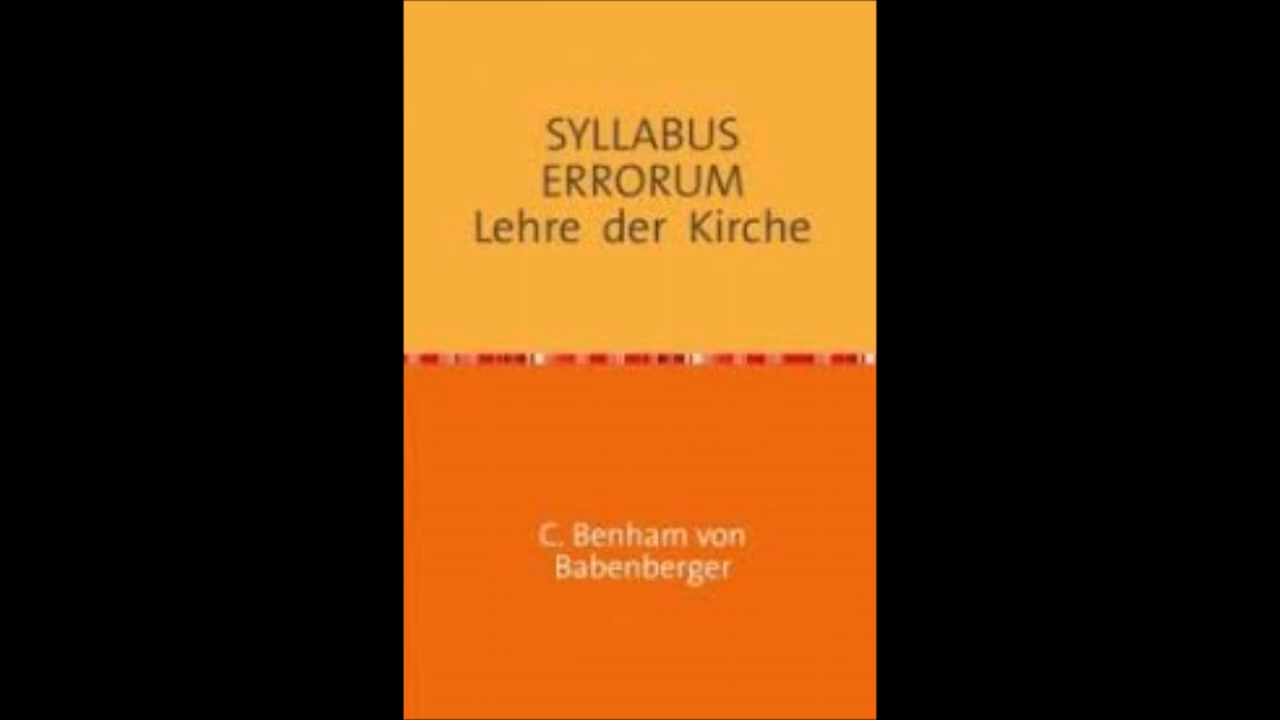 SYLLABUS
ERRORUM
Lehre der Kirche
C. Benham von
Babenberger